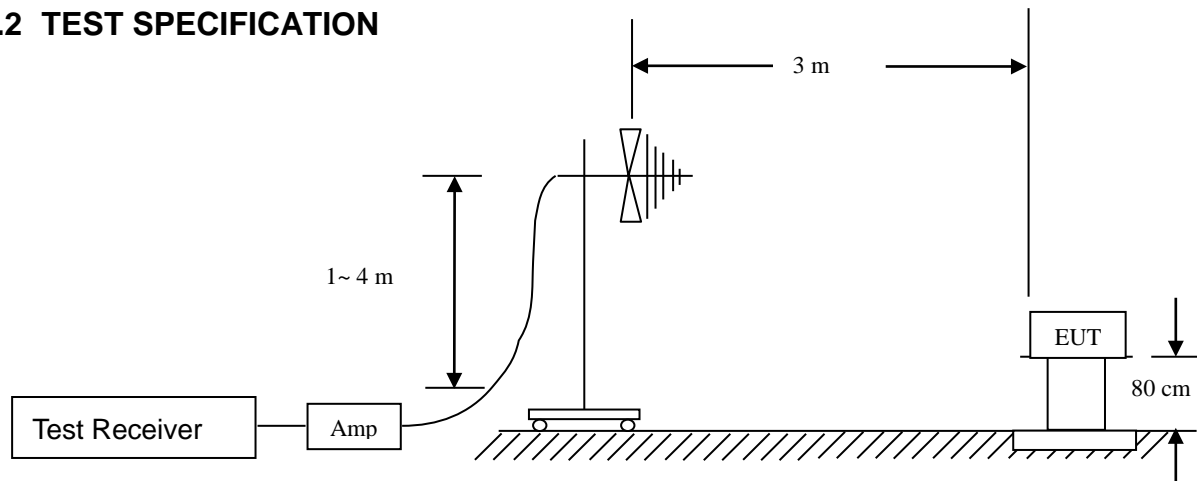 .2 TEST SPECIFICATION
3 m
1~ 4 m
EUT
80 cm
Test Receiver
Amp